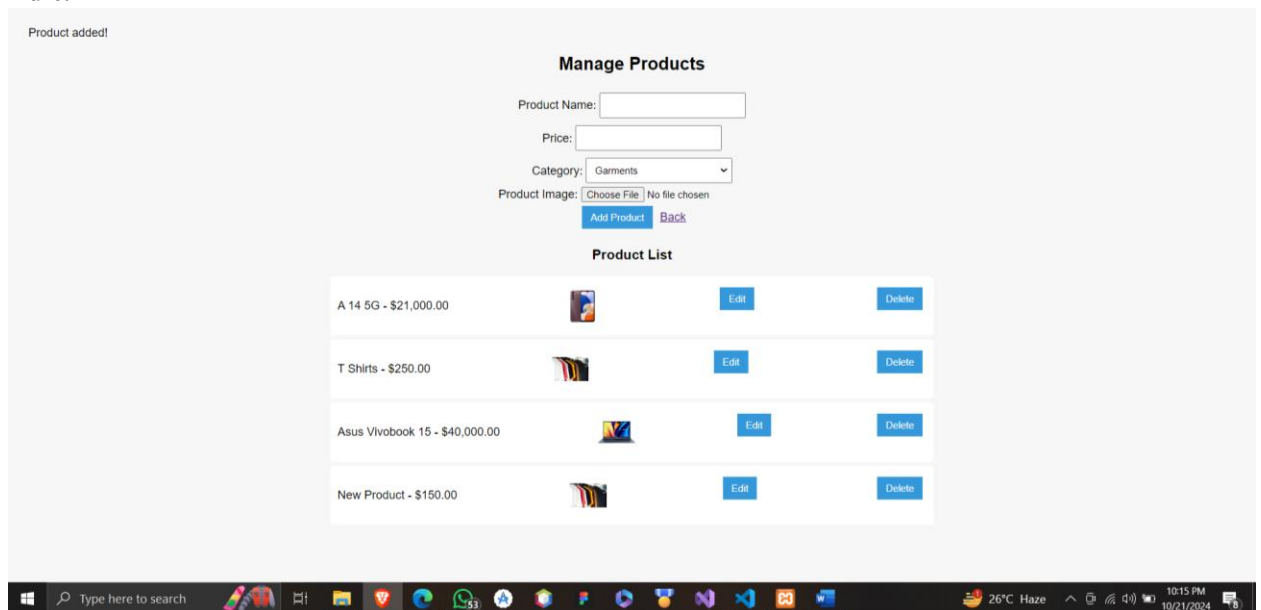 Product added!
Manage Products
Product Name:
Price:
Category: Garments
Product Image: Choose File No file chosen
Add Product Back
Product List
A 14 5G - $21,000.00 Edit Delete
T Shirts - $250.00 Edit Delete
Asus Vivobook 15 - $40,000.00 Edit Delete
New Product - $150.00 Edit Delete
Type here to search 53 26°C Haze 10:15 PM
10/21/2024 8